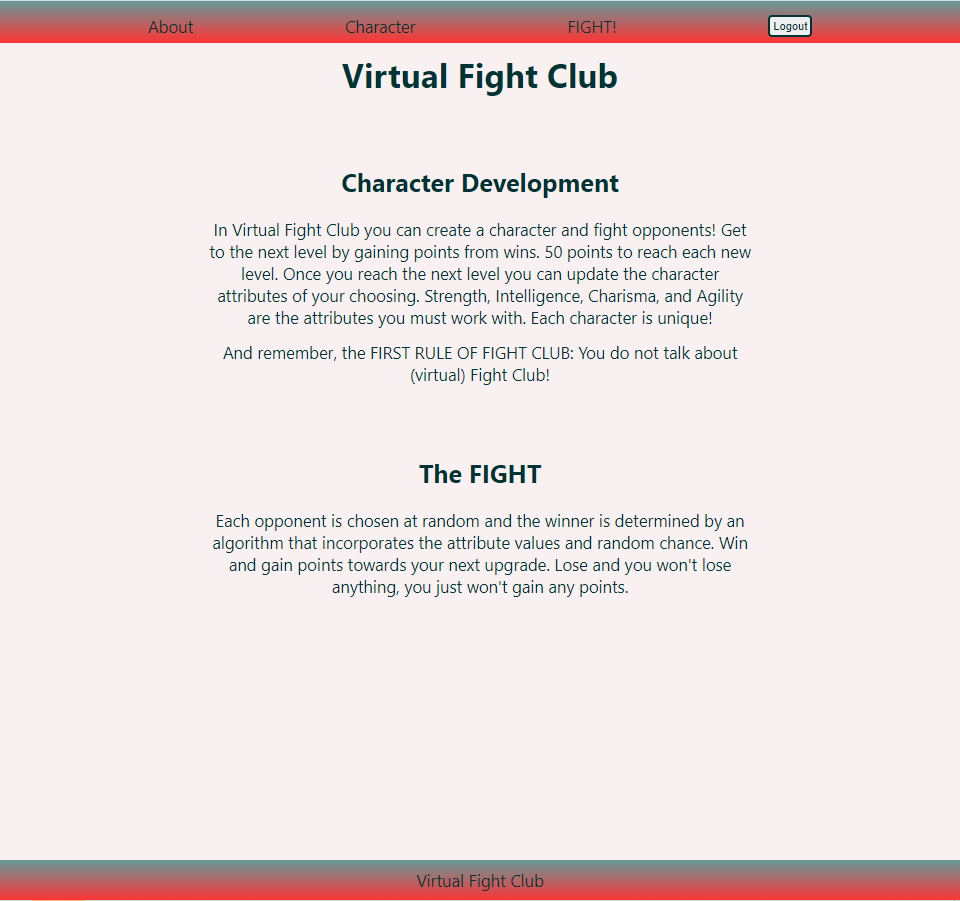 About Character FIGHT! Logout
Virtual Fight Club
Character Development
In Virtual Fight Club you can create a character and fight opponents! Get
to the next level by gaining points from wins. 50 points to reach each new
level. Once you reach the next level you can update the character
attributes of your choosing. Strength, Intelligence, Charisma, and Agility
are the attributes you must work with. Each character is unique!
And remember, the FIRST RULE OF FIGHT CLUB: You do not talk about
(virtual) Fight Club!
The FIGHT
Each opponent is chosen at random and the winner is determined by an
algorithm that incorporates the attribute values and random chance. Win
and gain points towards your next upgrade. Lose and you won't lose
anything, you just won't gain any points.
Virtual Fight Club